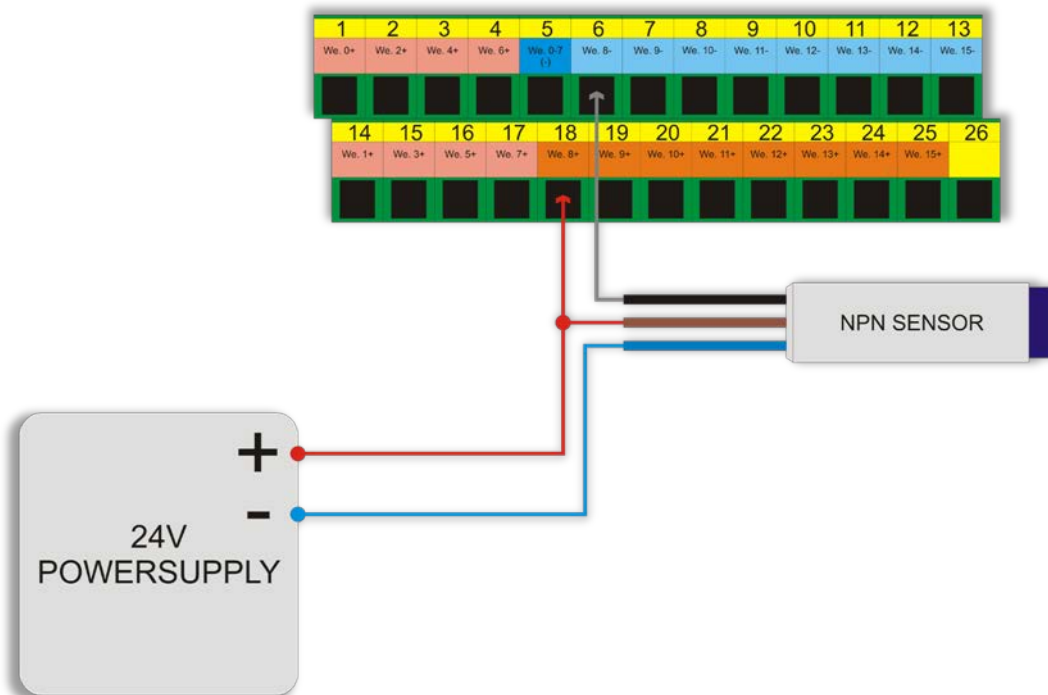 1 2 3 4 5 6 7 8 9 10 11 12 13
We. 0+ We. 2+ We. 4+ We. 6+ We. 0-7 We. 8- We. 9- We. 10- We. 11- We. 12- We. 13- We. 14- We. 15-
(-)
14 15 16 17 18 19 20 21 22 23 24 25 26
We. 1+ We. 3+ We. 5+ We. 7+ We. 8+ We. 9+ We. 10+ We. 11+ We. 12+ We. 13+ We. 14+ We. 15+
NPN SENSOR
+
-
24V
POWERSUPPLY